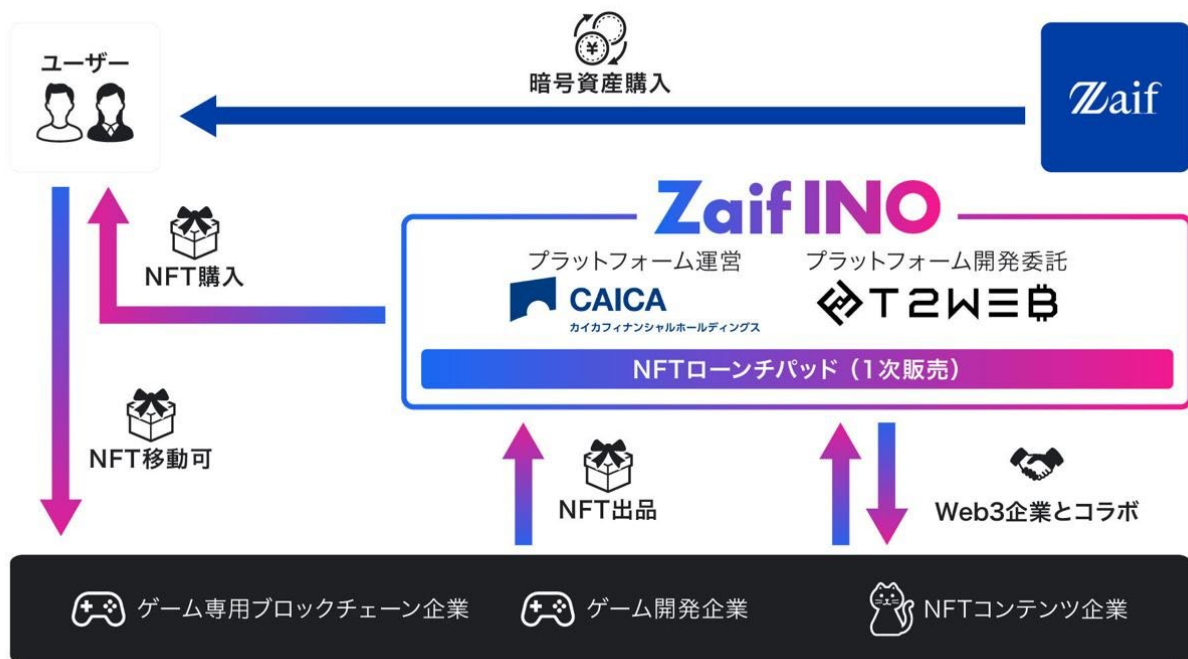 ユーザー
暗号資産購入
Zaif
Zaif INO
プラットフォーム運営
プラットフォーム開発委託
CAICA
カイカフィナンシャルホールディングス
T2WEB
NFT購入
NFTローンチパッド（1次販売）
NFT移動可
NFT出品
Web3企業とコラボ
ゲーム専用ブロックチェーン企業
ゲーム開発企業
NFTコンテンツ企業